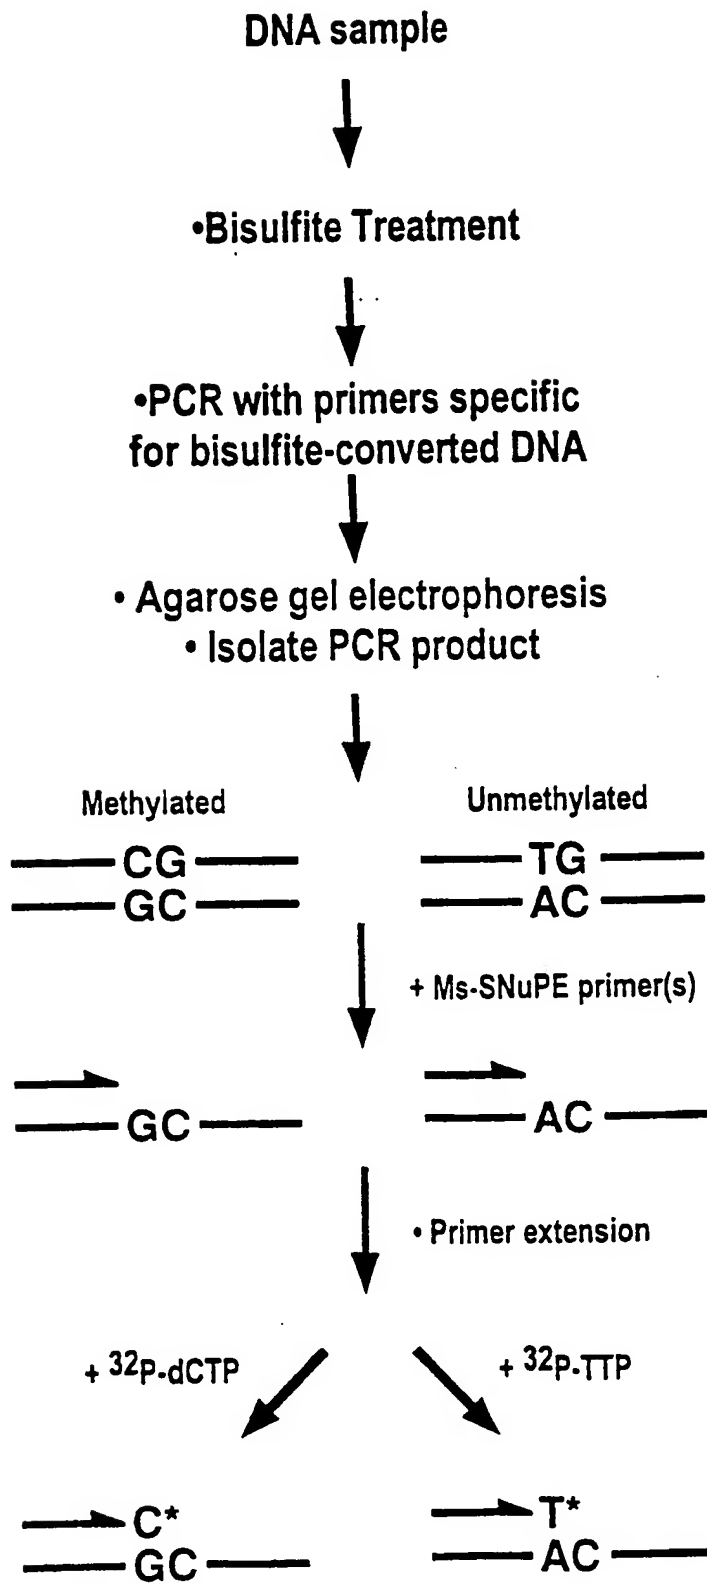 DNA sample
•Bisulfite Treatment
•PCR with primers specific
for bisulfite-converted DNA
• Agarose gel electrophoresis
• Isolate PCR product
Methylated
Unmethylated
CG
TG
GC
AC
+ Ms-SNuPE primer(s)
GC
AC
• Primer extension
+ 32P-dCTP
+ 32P-TTP
C*
T*
GC
AC